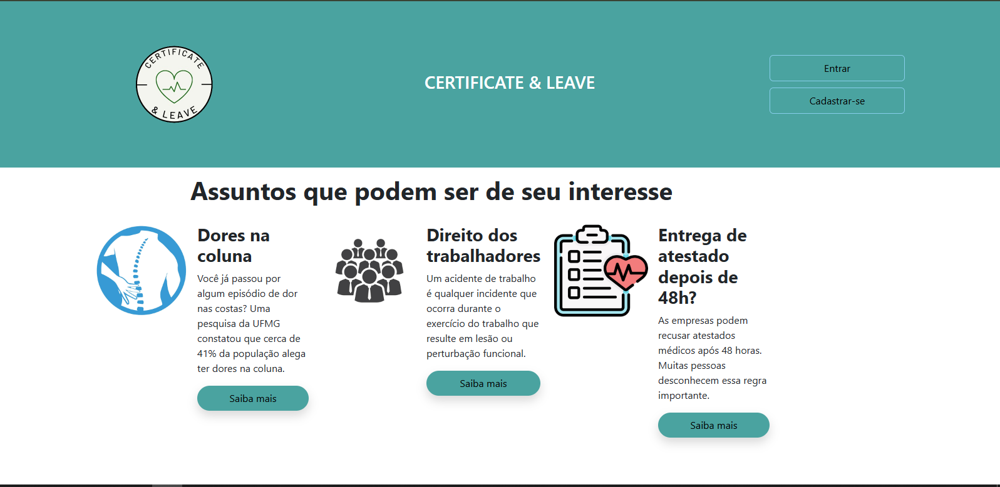 CERTIFICATE
& LEAVE
CERTIFICATE & LEAVE
Entrar
Cadastrar-se
Assuntos que podem ser de seu interesse
Dores na
coluna
Você já passou por
algum episódio de dor
nas costas? Uma
pesquisa da UFMG
constatou que cerca de
41% da população alega
ter dores na coluna.
Saiba mais
Direito dos
trabalhadores
Um acidente de trabalho
é qualquer incidente que
ocorra durante o
exercício do trabalho que
resulte em lesão ou
perturbação funcional.
Saiba mais
Entrega de
atestado
depois de
48h?
As empresas podem
recusar atestados
médicos após 48 horas.
Muitas pessoas
desconhecem essa regra
importante.
Saiba mais